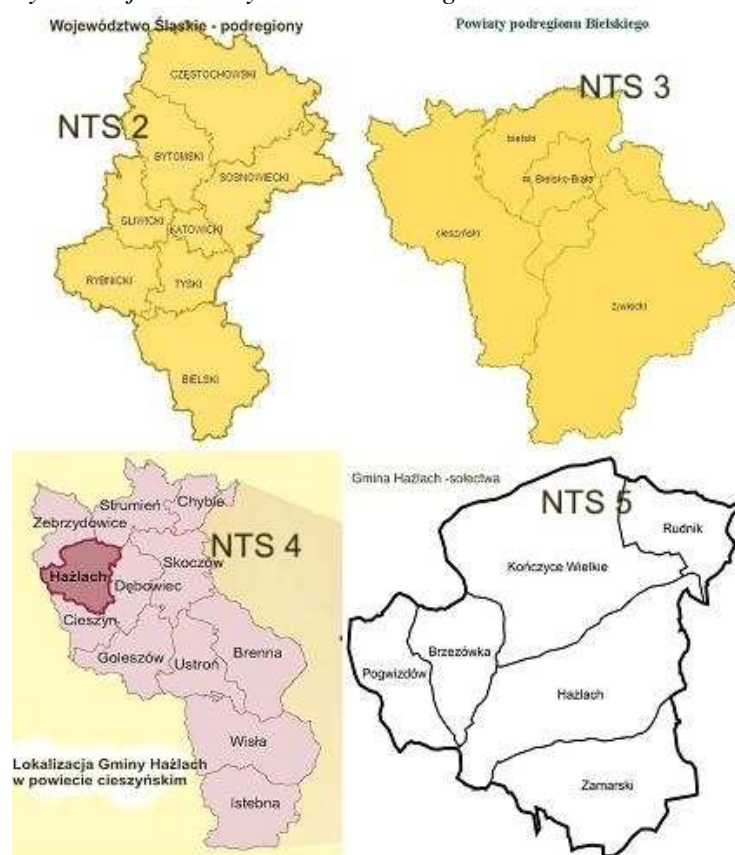 Województwo Śląskie - podregiony
CZĘSTOCHOWSKI
NTS 2
BYTOMSKI
SOSNOWIECKI
GLIWICKI
KATOWICKI
RYBNICKI
TYSKI
BIELSKI
Powiaty podregionu Bielskiego
NTS 3
bielski
m. Bielsko-Biała
cieszyński
żywiecki
Strumień
Chybie
Zebrzydowice
NTS 4
Skoczów
Hażlach
Dębowiec
Cieszyn
Goleszów
Ustroń
Brenna
Wisła
Lokalizacja Gminy Hażlach
w powiecie cieszyńskim
Istebna
Gmina Hażlach -sołectwa
NTS 5
Rudnik
Kończyce Wielkie
Brzezówka
Pogwizdów
Hażlach
Zamarski